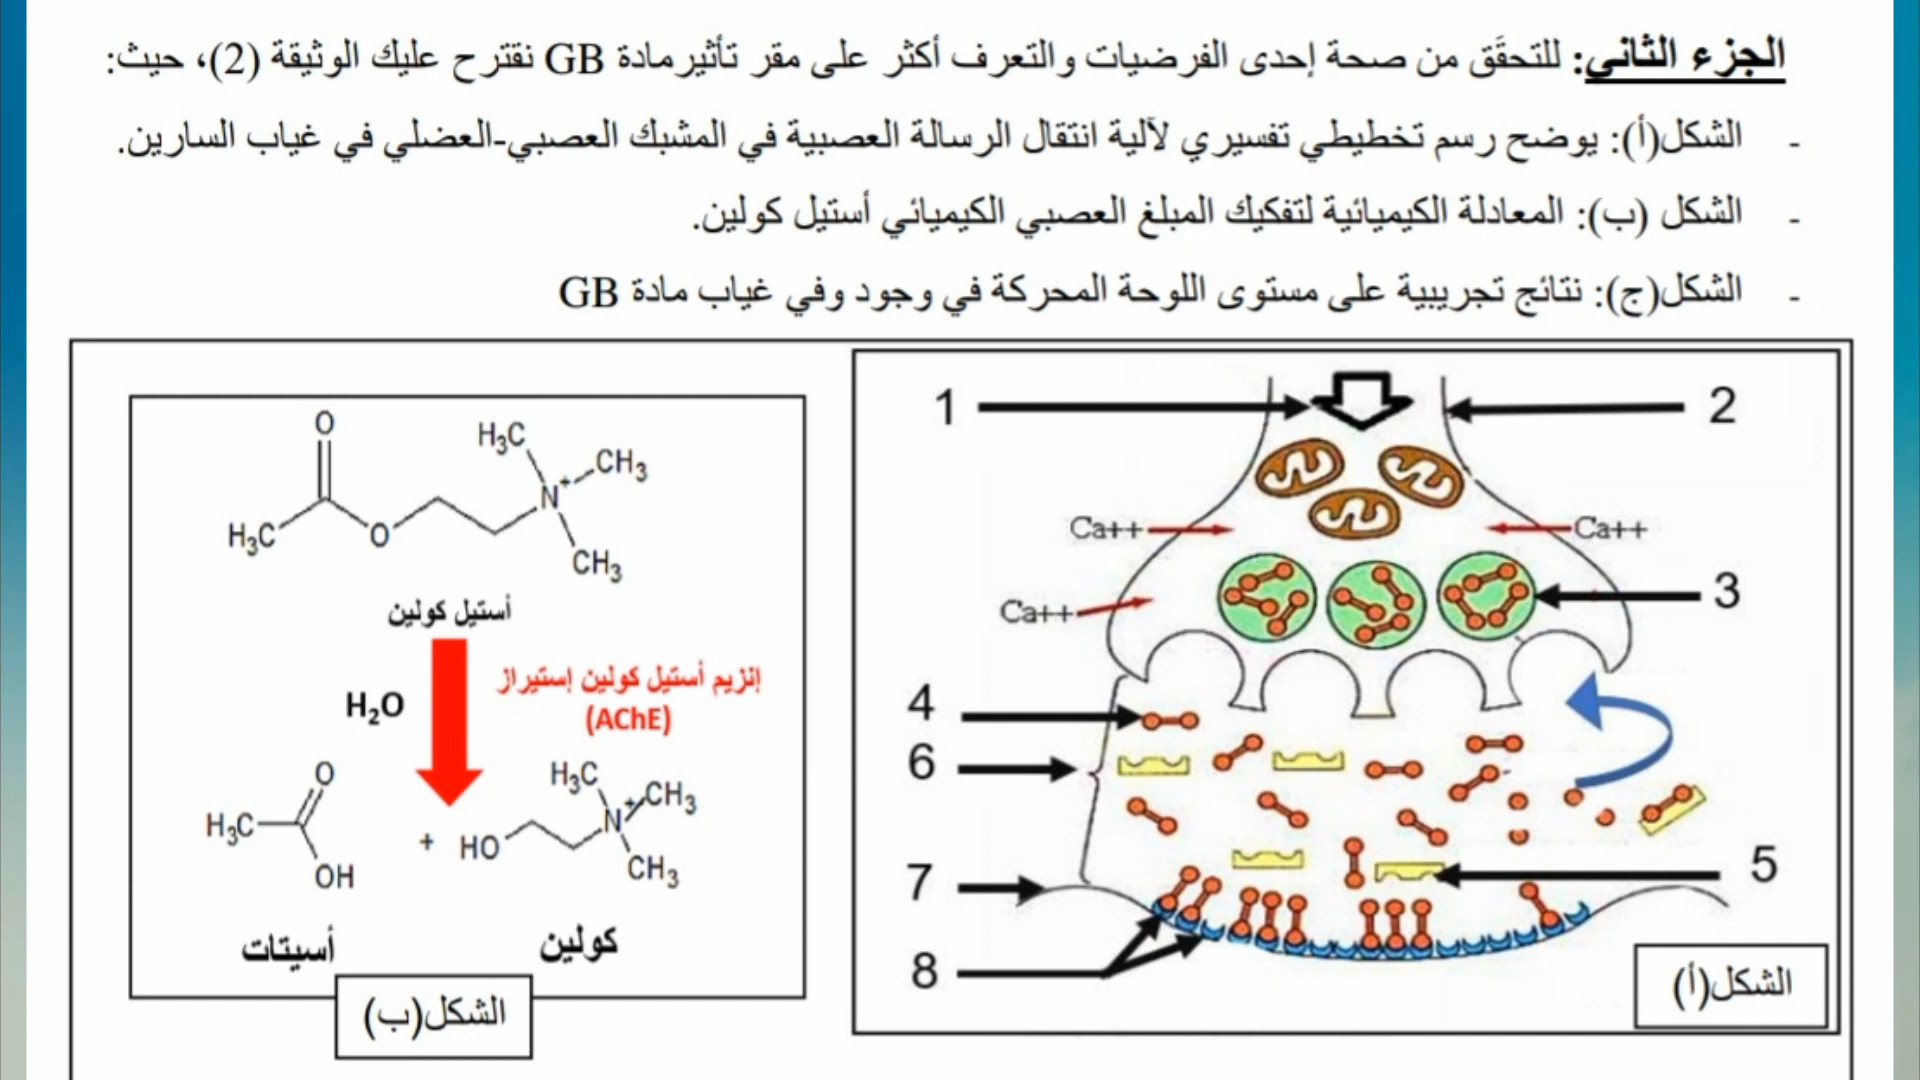 الجزء الثاني: للتحقَق من صحة إحدى الفرضيات والتعرف أكثر على مقر تأثيرمادة GB نقترح عليك الوثيقة (2)، حيث:
- الشكل(أ): يوضح رسم تخطيطي تفسيري لآلية انتقال الرسالة العصبية في المشبك العصبي-العضلي في غياب السارين.
- الشكل (ب): المعادلة الكيميائية لتفكيك المبلغ العصبي الكيميائي أستيل كولين.
- الشكل(ج): نتائج تجريبية على مستوى اللوحة المحركة في وجود وفي غياب مادة GB
1
2
Ca++
Ca++
Ca++
3
4
6
5
7
8
الشكل(أ)
O
H₃C
CH₃
N⁺
H₃C
O
CH₃
أستيل كولين
H₂O
إنزيم أستيل كولين إستيراز
(AChE)
O
H₃C
OH
+
H₃C
CH₃
N⁺
HO
CH₃
أسيتات
كولين
الشكل(ب)